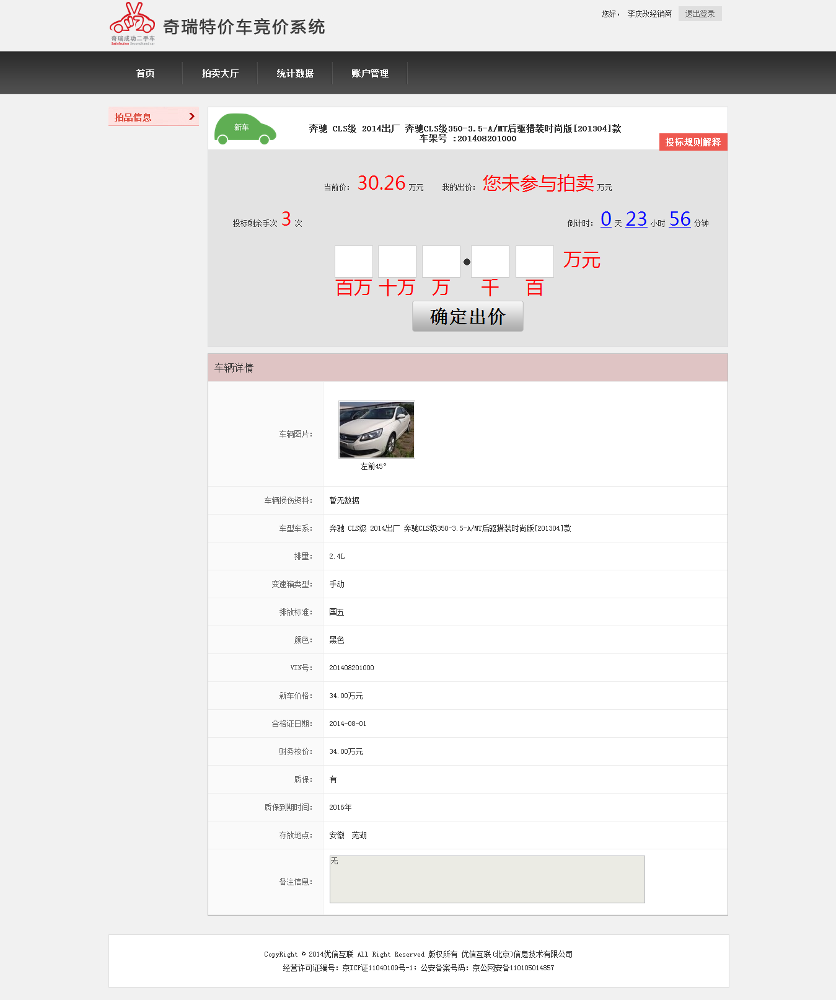 奇瑞成功二手车
Satisfaction Secondhand car
奇瑞特价车竞价系统
您好， 李庆改经销商 退出登录
首页 拍卖大厅 统计数据 账户管理
拍品信息
新车
奔驰 CLS级 2014出厂 奔驰CLS级350-3.5-A/MT后驱猎装时尚版[201304]款
车架号 :201408201000
投标规则解释
当前价： 30.26 万元 我的出价： 您未参与拍卖 万元
投标剩余手次 3 次 倒计时： 0 天 23 小时 56 分钟
万元
百万 十万 万 千 百
确定出价
车辆详情
车辆图片：
左前45°
车辆损伤资料： 暂无数据
车型车系： 奔驰 CLS级 2014出厂 奔驰CLS级350-3.5-A/MT后驱猎装时尚版[201304]款
排量： 2.4L
变速箱类型： 手动
排放标准： 国五
颜色： 黑色
VIN号： 201408201000
新车价格： 34.00万元
合格证日期： 2014-08-01
财务核价： 34.00万元
质保： 有
质保到期时间： 2016年
存放地点： 安徽 芜湖
备注信息： 无
CopyRight © 2014优信互联 All Right Reserved 版权所有 优信互联(北京)信息技术有限公司
经营许可证编号：京ICP证11040109号-1；公安备案号码：京公网安备110105014857